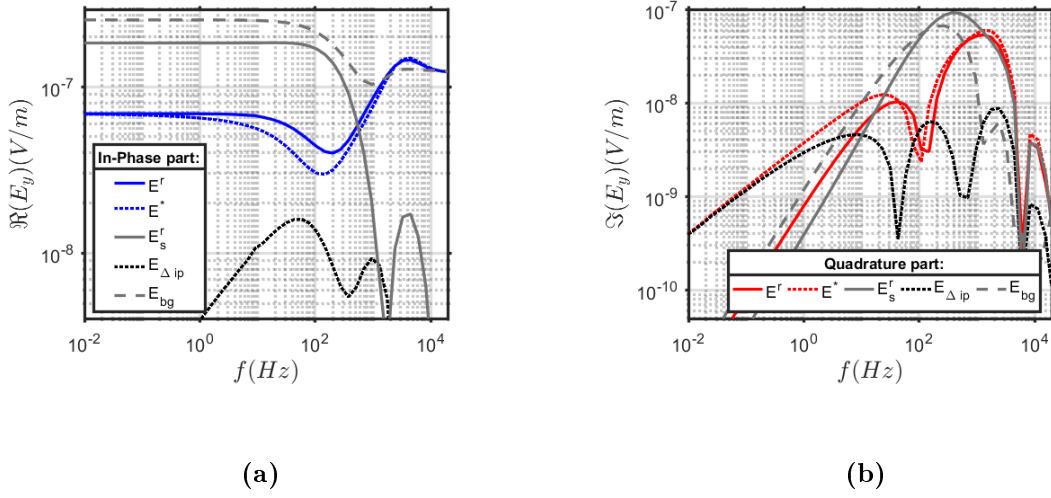 10^-7
10^-8
ℜ(E_y)(V/m)
In-Phase part:
E^r
E^*
E_s^r
E_Δ ip
E_bg
10^-2
10^0
10^2
10^4
f(Hz)
(a)
10^-7
10^-8
10^-9
10^-10
ℑ(E_y)(V/m)
Quadrature part:
E^r E^* E_s^r E_Δ ip E_bg
10^-2
10^0
10^2
10^4
f(Hz)
(b)